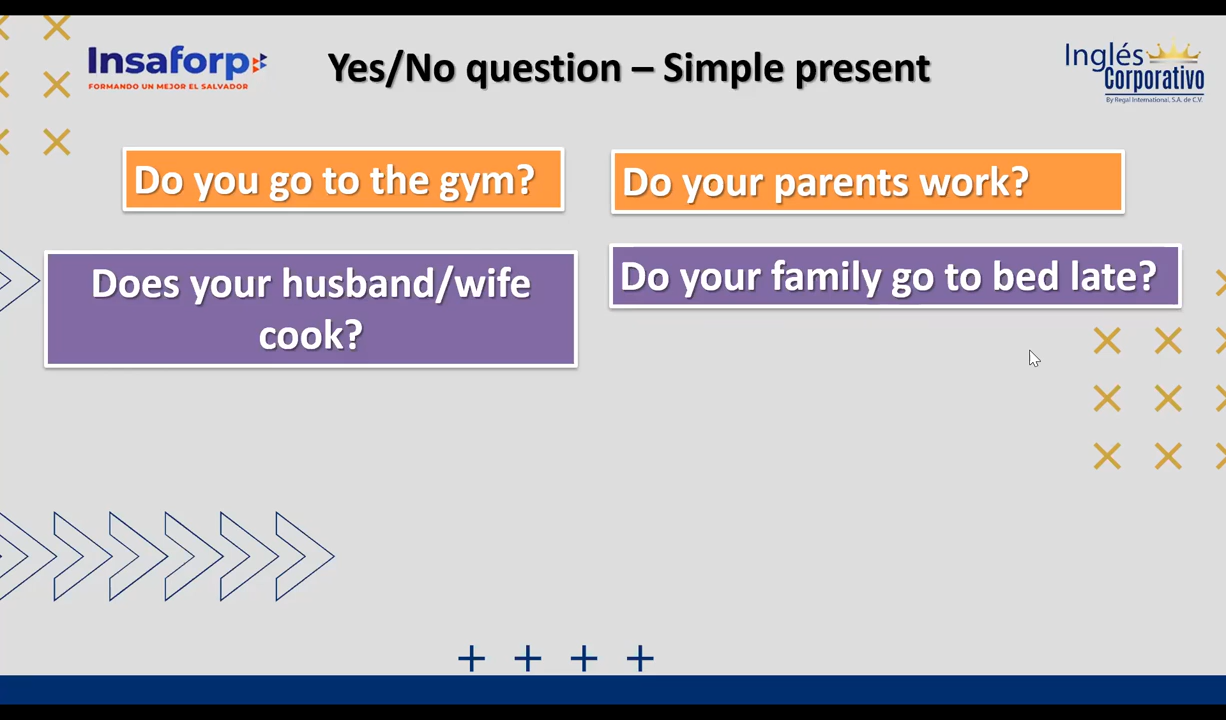 Insaforp
FORMANDO UN MEJOR EL SALVADOR
Yes/No question – Simple present
Inglés
Corporativo
By Regal International, S.A. de C.V.
Do you go to the gym?
Do your parents work?
Does your husband/wife
cook?
Do your family go to bed late?